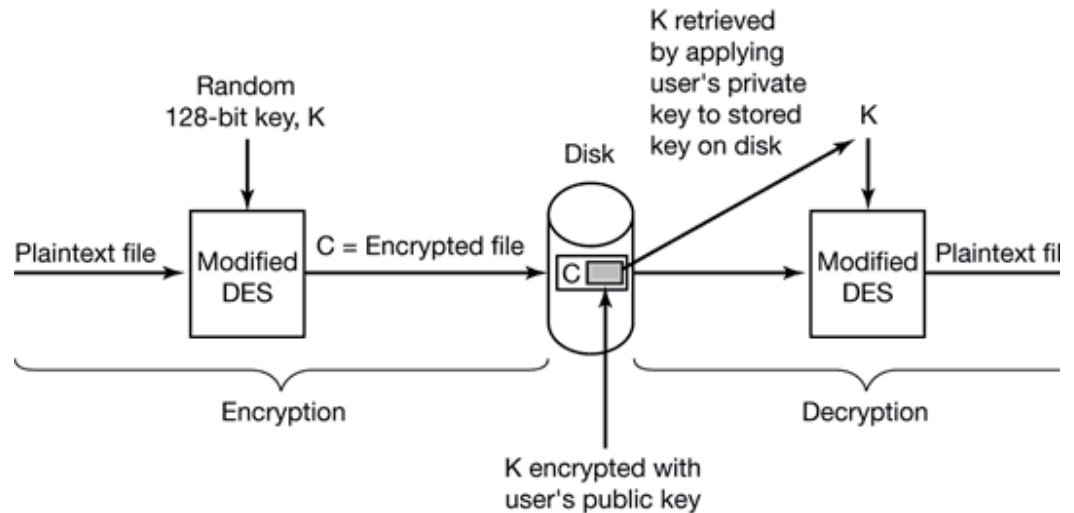 Random
128-bit key, K
K retrieved
by applying
user's private
key to stored
key on disk
K
Disk
Plaintext file
Modified
DES
C = Encrypted file
C
Modified
DES
Plaintext
Encryption
Decryption
K encrypted with
user's public key